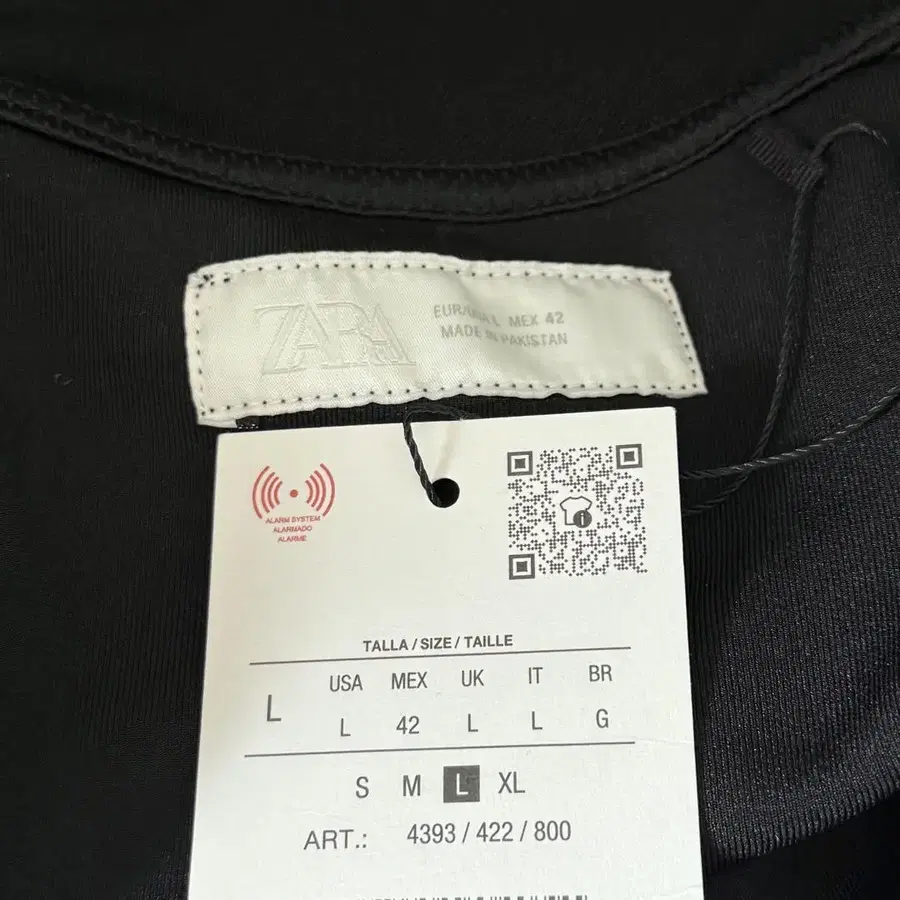 ZARA
EUR/USA L MEX 42
MADE IN PAKISTAN
ALARM SYSTEM
ALARMADO
ALARME
i
TALLA / SIZE / TAILLE
L
USA MEX UK IT BR
L 42 L L G
S M L XL
ART.: 4393 / 422 / 800